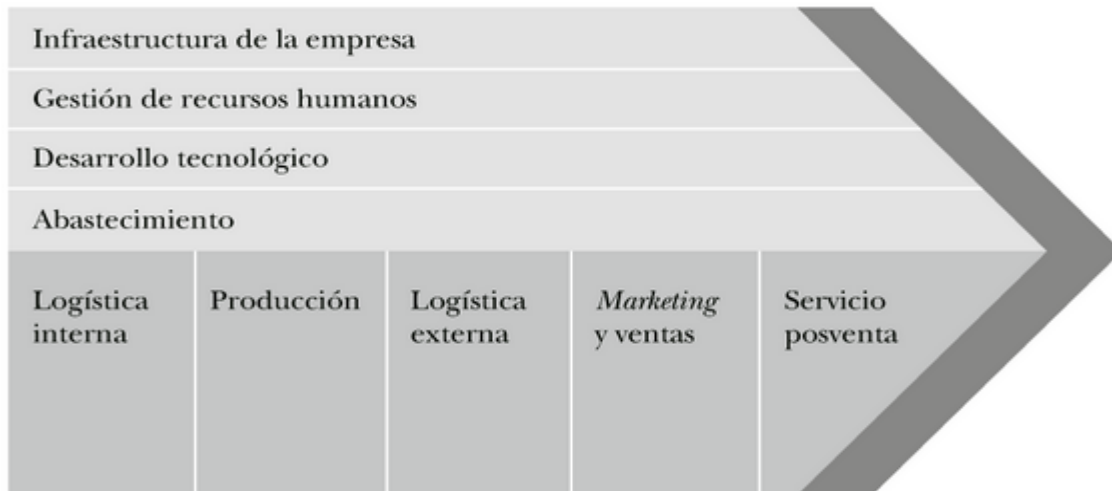 Infraestructura de la empresa
Gestión de recursos humanos
Desarrollo tecnológico
Abastecimiento
Logística
interna
Producción
Logística
externa
Marketing
y ventas
Servicio
posventa